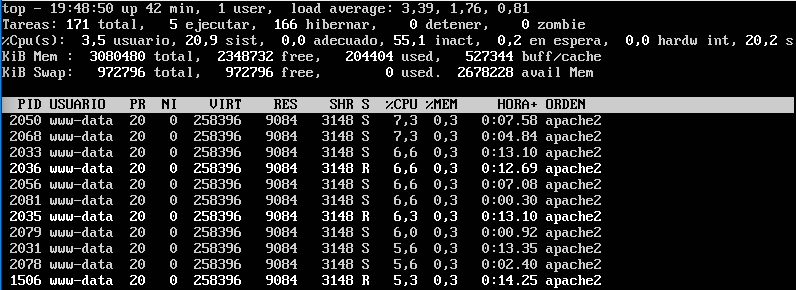 top - 19:48:50 up 42 min,  1 user,  load average: 3,39, 1,76, 0,81
Tareas: 171 total,   5 ejecutar, 166 hibernar,   0 detener,   0 zombie
%Cpu(s):  3,5 usuario, 20,9 sist,  0,0 adecuado, 55,1 inact,  0,2 en espera,  0,0 hardw int, 20,2 s
KiB Mem :  3080480 total,  2348732 free,   204404 used,   527344 buff/cache
KiB Swap:   972796 total,   972796 free,        0 used.  2678228 avail Mem
PID USUARIO   PR  NI    VIRT    RES    SHR S  %CPU %MEM     HORA+ ORDEN
2050 www-data  20   0  258396   9084   3148 S   7,3  0,3   0:07.58 apache2
2068 www-data  20   0  258396   9084   3148 S   7,3  0,3   0:04.84 apache2
2033 www-data  20   0  258396   9084   3148 S   6,6  0,3   0:13.10 apache2
2036 www-data  20   0  258396   9084   3148 R   6,6  0,3   0:12.69 apache2
2056 www-data  20   0  258396   9084   3148 S   6,6  0,3   0:07.08 apache2
2081 www-data  20   0  258396   9084   3148 S   6,6  0,3   0:00.30 apache2
2035 www-data  20   0  258396   9084   3148 R   6,3  0,3   0:13.10 apache2
2079 www-data  20   0  258396   9084   3148 S   6,0  0,3   0:00.92 apache2
2031 www-data  20   0  258396   9084   3148 S   5,6  0,3   0:13.35 apache2
2078 www-data  20   0  258396   9084   3148 S   5,6  0,3   0:02.40 apache2
1506 www-data  20   0  258396   9084   3148 R   5,3  0,3   0:14.25 apache2